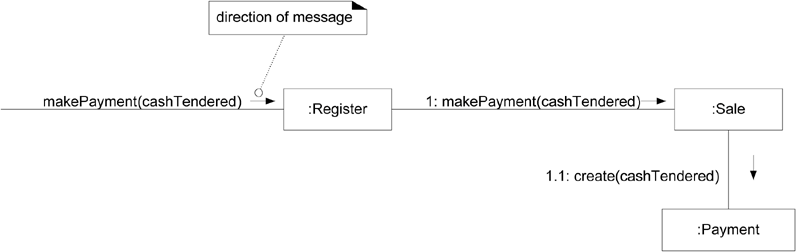 direction of message
makePayment(cashTendered)
:Register
1: makePayment(cashTendered)
:Sale
1.1: create(cashTendered)
:Payment